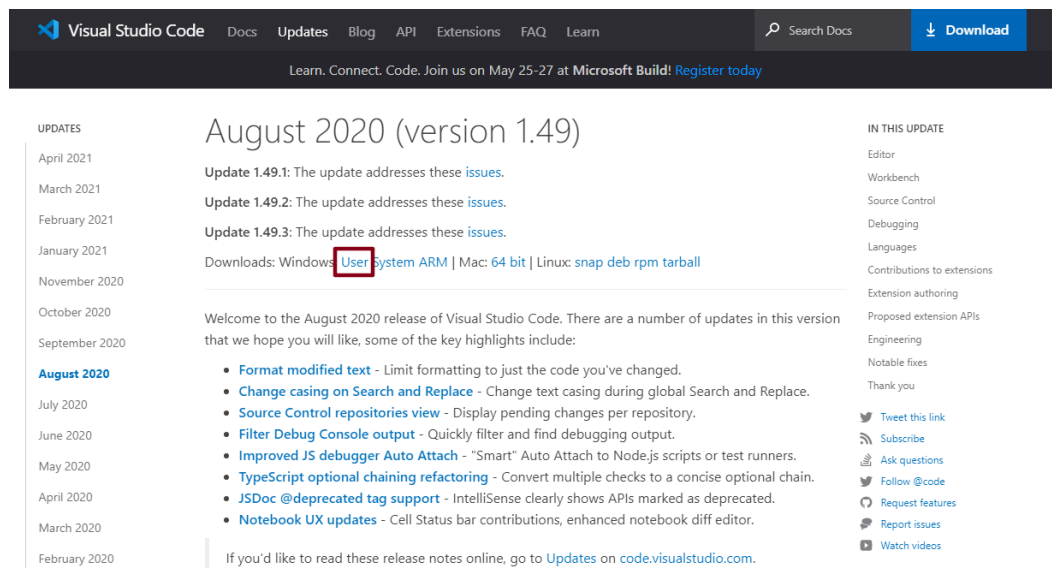 Visual Studio Code Docs Updates Blog API Extensions FAQ Learn Search Docs Download
Learn. Connect. Code. Join us on May 25-27 at Microsoft Build! Register today
UPDATES
April 2021
March 2021
February 2021
January 2021
November 2020
October 2020
September 2020
August 2020
July 2020
June 2020
May 2020
April 2020
March 2020
February 2020
August 2020 (version 1.49)
Update 1.49.1: The update addresses these issues.
Update 1.49.2: The update addresses these issues.
Update 1.49.3: The update addresses these issues.
Downloads: Windows User System ARM | Mac: 64 bit | Linux: snap deb rpm tarball
Welcome to the August 2020 release of Visual Studio Code. There are a number of updates in this version
that we hope you will like, some of the key highlights include:
• Format modified text - Limit formatting to just the code you've changed.
• Change casing on Search and Replace - Change text casing during global Search and Replace.
• Source Control repositories view - Display pending changes per repository.
• Filter Debug Console output - Quickly filter and find debugging output.
• Improved JS debugger Auto Attach - "Smart" Auto Attach to Node.js scripts or test runners.
• TypeScript optional chaining refactoring - Convert multiple checks to a concise optional chain.
• JSDoc @deprecated tag support - IntelliSense clearly shows APIs marked as deprecated.
• Notebook UX updates - Cell Status bar contributions, enhanced notebook diff editor.
If you'd like to read these release notes online, go to Updates on code.visualstudio.com.
IN THIS UPDATE
Editor
Workbench
Source Control
Debugging
Languages
Contributions to extensions
Extension authoring
Proposed extension APIs
Engineering
Notable fixes
Thank you
Tweet this link
Subscribe
Ask questions
Follow @code
Request features
Report issues
Watch videos